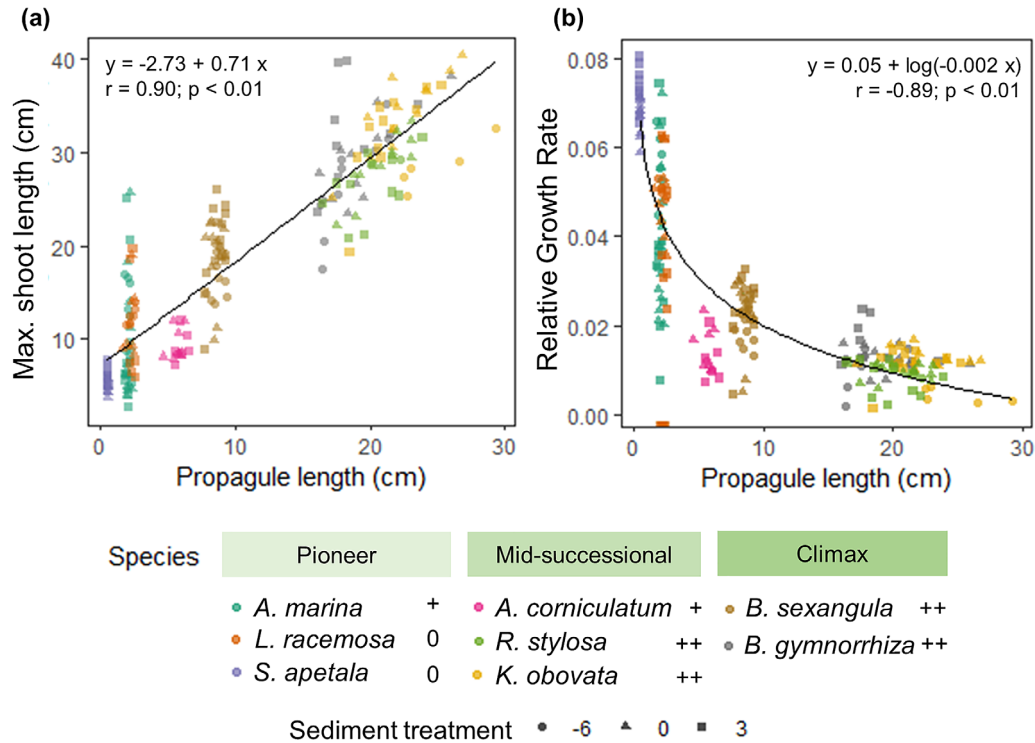 (a)
y = -2.73 + 0.71 x
r = 0.90; p < 0.01
40
30
20
10
Max. shoot length (cm)
0 10 20 30
Propagule length (cm)
(b)
y = 0.05 + log(-0.002 x)
r = -0.89; p < 0.01
0.08
0.06
0.04
0.02
0.00
Relative Growth Rate
0 10 20 30
Propagule length (cm)
Species Pioneer Mid-successional Climax
A. marina + A. corniculatum + B. sexangula ++
L. racemosa 0 R. stylosa ++ B. gymnorrhiza ++
S. apetala 0 K. obovata ++
Sediment treatment -6 0 3